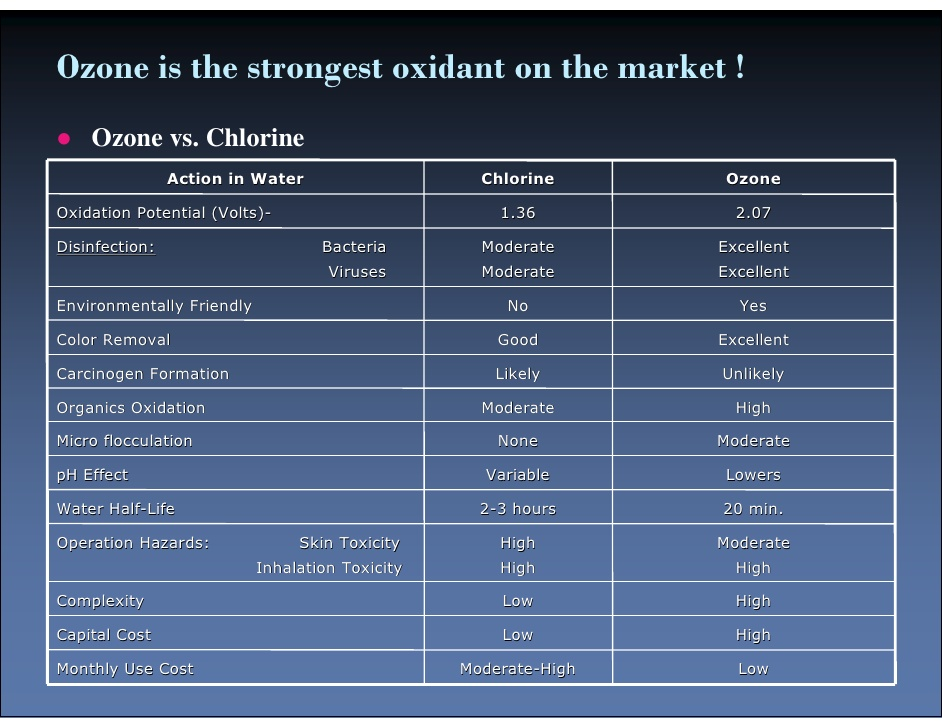 Ozone is the strongest oxidant on the market !
Ozone vs. Chlorine
Action in Water Chlorine Ozone
Oxidation Potential (Volts)- 1.36 2.07
Disinfection: Bacteria Moderate Excellent
Viruses Moderate Excellent
Environmentally Friendly No Yes
Color Removal Good Excellent
Carcinogen Formation Likely Unlikely
Organics Oxidation Moderate High
Micro flocculation None Moderate
pH Effect Variable Lowers
Water Half-Life 2-3 hours 20 min.
Operation Hazards: Skin Toxicity High Moderate
Inhalation Toxicity High High
Complexity Low High
Capital Cost Low High
Monthly Use Cost Moderate-High Low